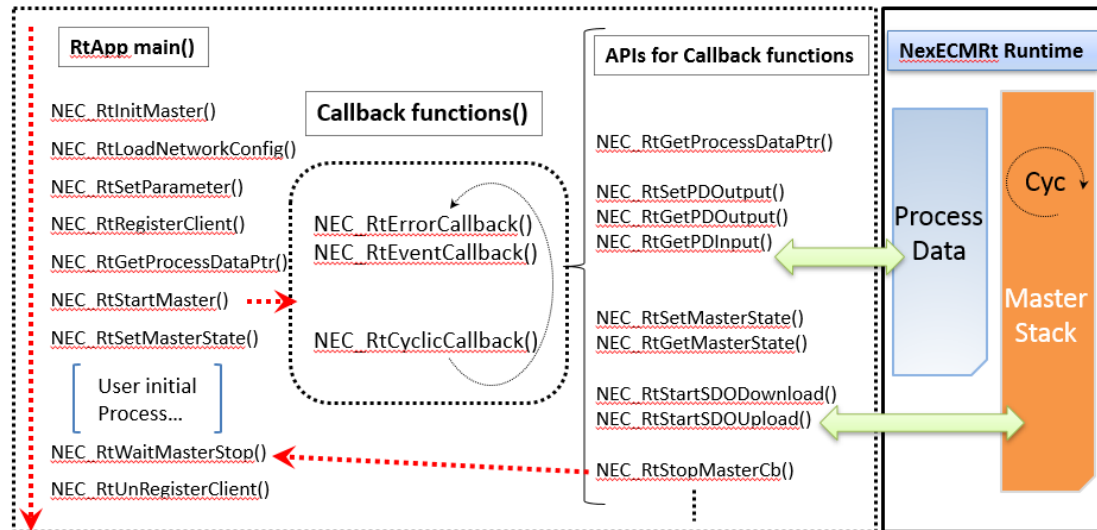 RtApp main()
NEC_RtInitMaster()
NEC_RtLoadNetworkConfig()
NEC_RtSetParameter()
NEC_RtRegisterClient()
NEC_RtGetProcessDataPtr()
NEC_RtStartMaster()
NEC_RtSetMasterState()
User initial
Process...
NEC_RtWaitMasterStop()
NEC_RtUnRegisterClient()
Callback functions()
NEC_RtErrorCallback()
NEC_RtEventCallback()
NEC_RtCyclicCallback()
APIs for Callback functions
NEC_RtGetProcessDataPtr()
NEC_RtSetPDOutput()
NEC_RtGetPDOutput()
NEC_RtGetPDInput()
NEC_RtSetMasterState()
NEC_RtGetMasterState()
NEC_RtStartSDODownload()
NEC_RtStartSDOUpload()
NEC_RtStopMasterCb()
NexECMRt Runtime
Process
Data
Cyc
Master
Stack